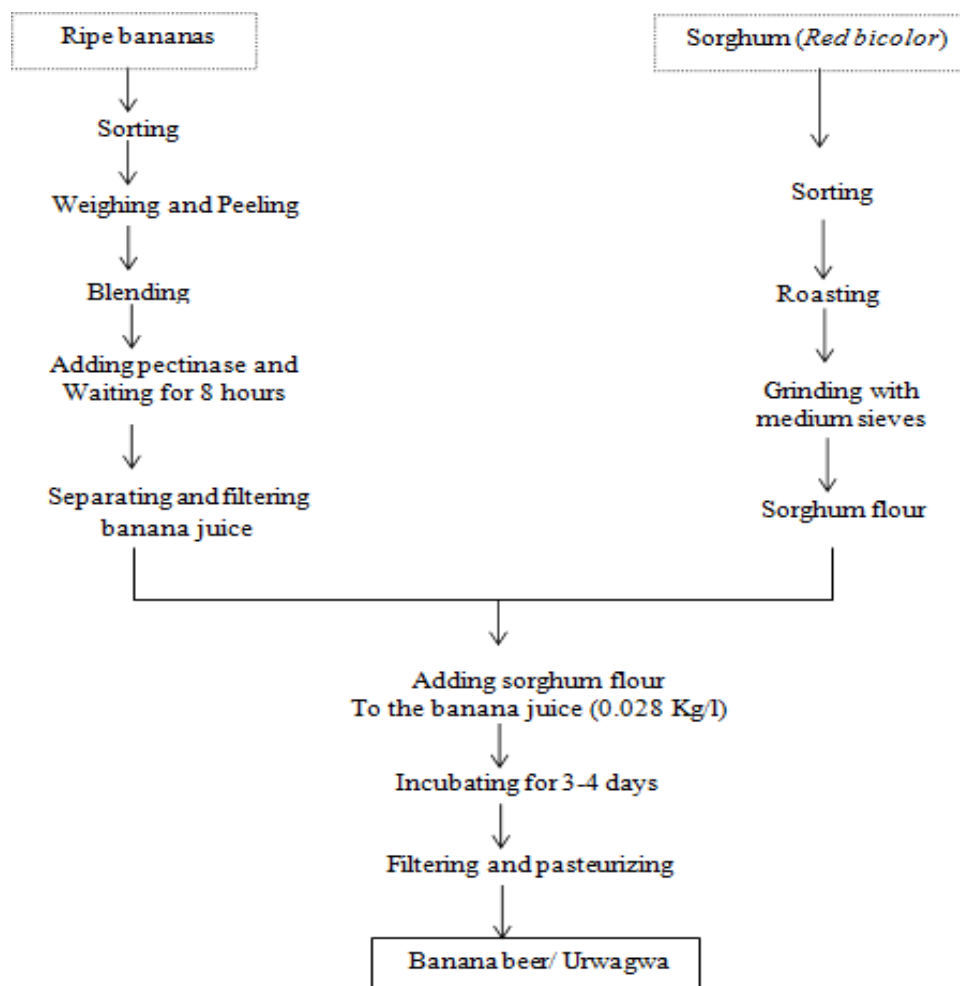 Ripe bananas
Sorting
Weighing and Peeling
Blending
Adding pectinase and
Waiting for 8 hours
Separating and filtering
banana juice
Sorghum (Red bicolor)
Sorting
Roasting
Grinding with
medium sieves
Sorghum flour
Adding sorghum flour
To the banana juice (0.028 Kg/l)
Incubating for 3-4 days
Filtering and pasteurizing
Banana beer/ Urwagwa